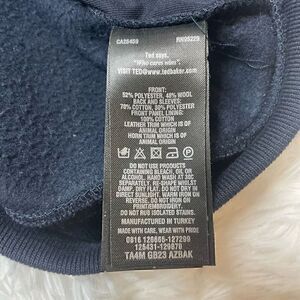 CA28459 RN95229
Ted says,
"Who cares wins".
VISIT TED@www.tedbaker.com
FRONT:
52% POLYESTER, 48% WOOL
BACK AND SLEEVES:
70% COTTON, 30% POLYESTER
FRONT PANEL LINING:
100% COTTON
LEATHER TRIM WHICH IS OF
ANIMAL ORIGIN
HORN TRIM WHICH IS OF
ANIMAL ORIGIN
DO NOT USE PRODUCTS
CONTAINING BLEACH, OIL OR
ALCOHOL. HAND WASH AT 30C
SEPARATELY, RE-SHAPE WHILST
DAMP, DRY FLAT, DO NOT DRY IN
DIRECT SUNLIGHT, WARM IRON ON
REVERSE. DO NOT IRON ON
PRINT/EMBROIDERY.
DO NOT RUB ISOLATED STAINS.
MANUFACTURED IN TURKEY
MADE WITH CARE, WEAR WITH PRIDE
0816 120665-127299
125431-129870
TA4M GB23 AZBAK